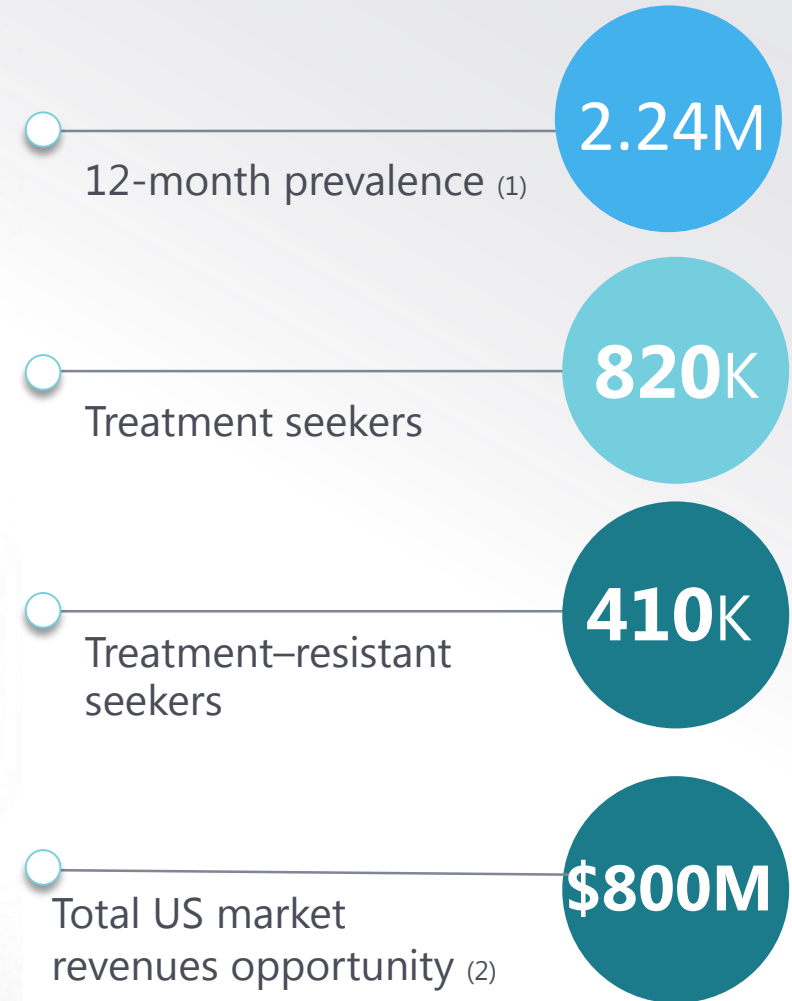 2.24M
12-month prevalence (1)
820K
Treatment seekers
410K
Treatment–resistant
seekers
$800M
Total US market
revenues opportunity (2)